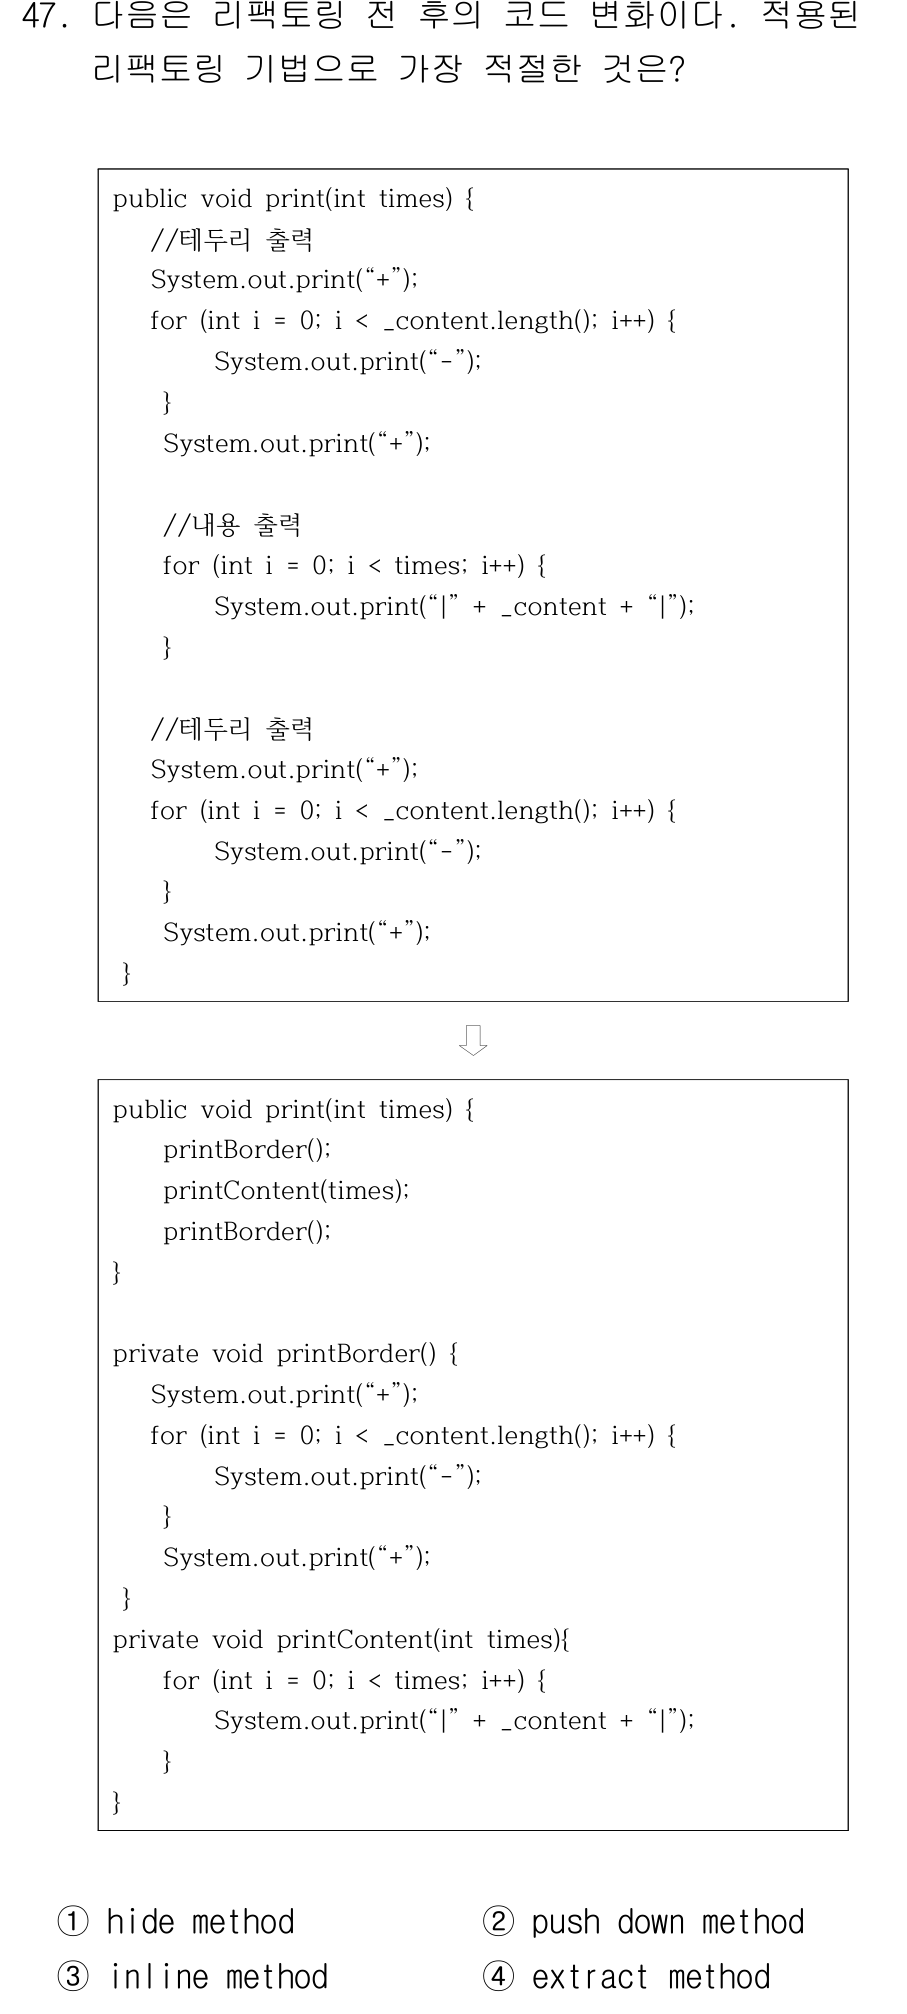 47. 다음은 리팩토링 전 후의 코드 변화이다. 적용된
리팩토링 기법으로 가장 적절한 것은?
public void print(int times) {
//테두리 출력
System.out.print(“+”);
for (int i = 0; i < _content.length(); i++) {
System.out.print(“-”);
}
System.out.print(“+”);
//내용 출력
for (int i = 0; i < times; i++) {
System.out.print(“|” + _content + “|”);
}
//테두리 출력
System.out.print(“+”);
for (int i = 0; i < _content.length(); i++) {
System.out.print(“-”);
}
System.out.print(“+”);
}
public void print(int times) {
printBorder();
printContent(times);
printBorder();
}
private void printBorder() {
System.out.print(“+”);
for (int i = 0; i < _content.length(); i++) {
System.out.print(“-”);
}
System.out.print(“+”);
}
private void printContent(int times){
for (int i = 0; i < times; i++) {
System.out.print(“|” + _content + “|”);
}
}
① hide method ② push down method
③ inline method ④ extract method